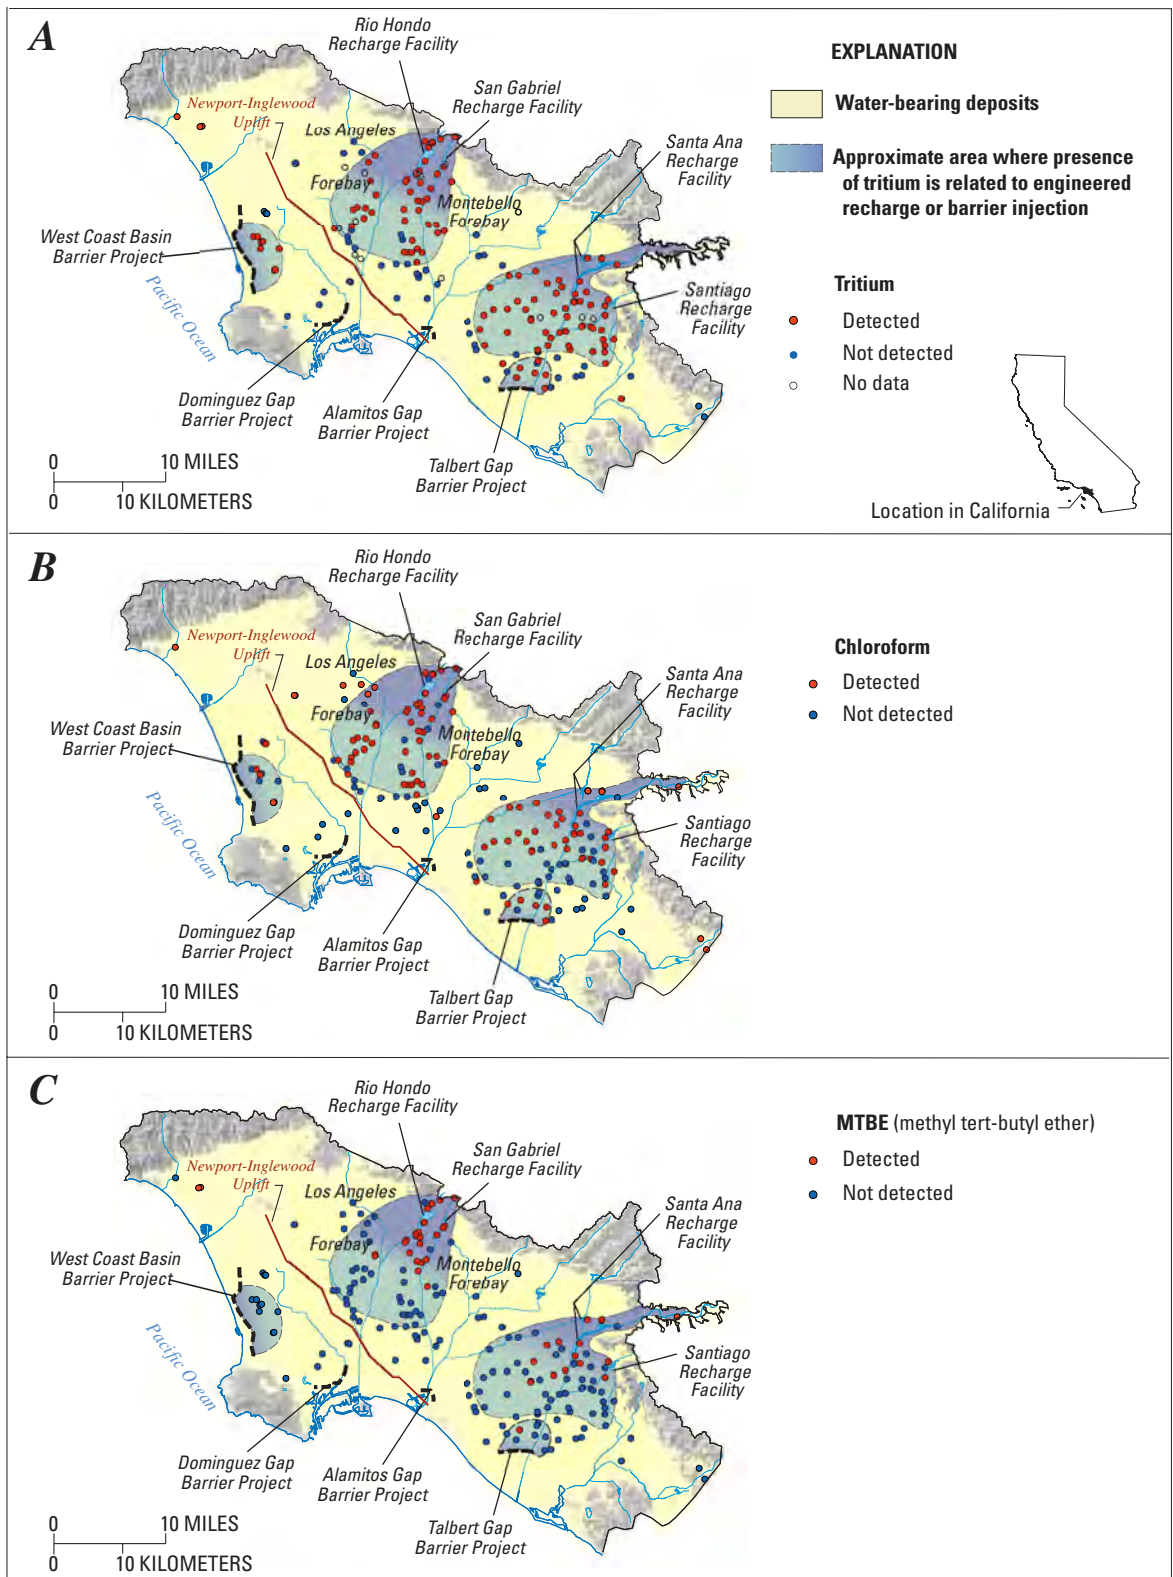 A
Rio Hondo
Recharge Facility
San Gabriel
Recharge Facility
Newport-Inglewood
Uplift
Los Angeles
Forebay
Montebello
Forebay
Santa Ana
Recharge
Facility
West Coast Basin
Barrier Project
Pacific Ocean
Santiago
Recharge
Facility
Dominguez Gap
Barrier Project
Alamitos Gap
Barrier Project
Talbert Gap
Barrier Project
0 10 MILES
0 10 KILOMETERS
EXPLANATION
Water-bearing deposits
Approximate area where presence
of tritium is related to engineered
recharge or barrier injection
Tritium
Detected
Not detected
No data
Location in California
B
Rio Hondo
Recharge Facility
San Gabriel
Recharge Facility
Newport-Inglewood
Uplift
Los Angeles
Forebay
Montebello
Forebay
Santa Ana
Recharge
Facility
West Coast Basin
Barrier Project
Pacific Ocean
Santiago
Recharge
Facility
Dominguez Gap
Barrier Project
Alamitos Gap
Barrier Project
Talbert Gap
Barrier Project
0 10 MILES
0 10 KILOMETERS
Chloroform
Detected
Not detected
C
Rio Hondo
Recharge Facility
San Gabriel
Recharge Facility
Newport-Inglewood
Uplift
Los Angeles
Forebay
Montebello
Forebay
Santa Ana
Recharge
Facility
West Coast Basin
Barrier Project
Pacific Ocean
Santiago
Recharge
Facility
Dominguez Gap
Barrier Project
Alamitos Gap
Barrier Project
Talbert Gap
Barrier Project
0 10 MILES
0 10 KILOMETERS
MTBE (methyl tert-butyl ether)
Detected
Not detected